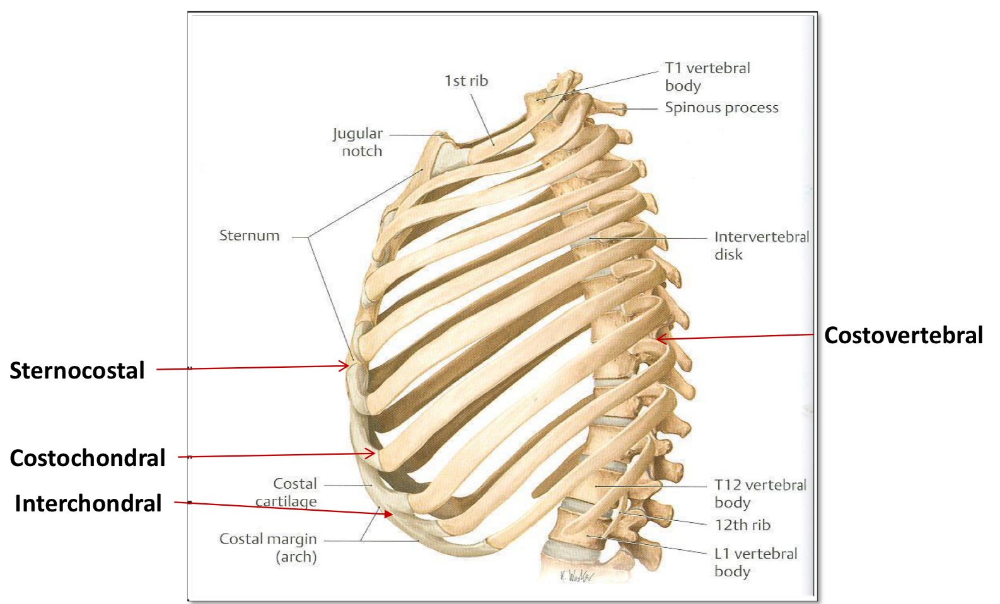 T1 vertebral
body
1st rib
Spinous process
Jugular
notch
Sternum
Intervertebral
disk
Costovertebral
Sternocostal
Costochondral
Costal
cartilage
Interchondral
T12 vertebral
body
12th rib
Costal margin
(arch)
L1 vertebral
body